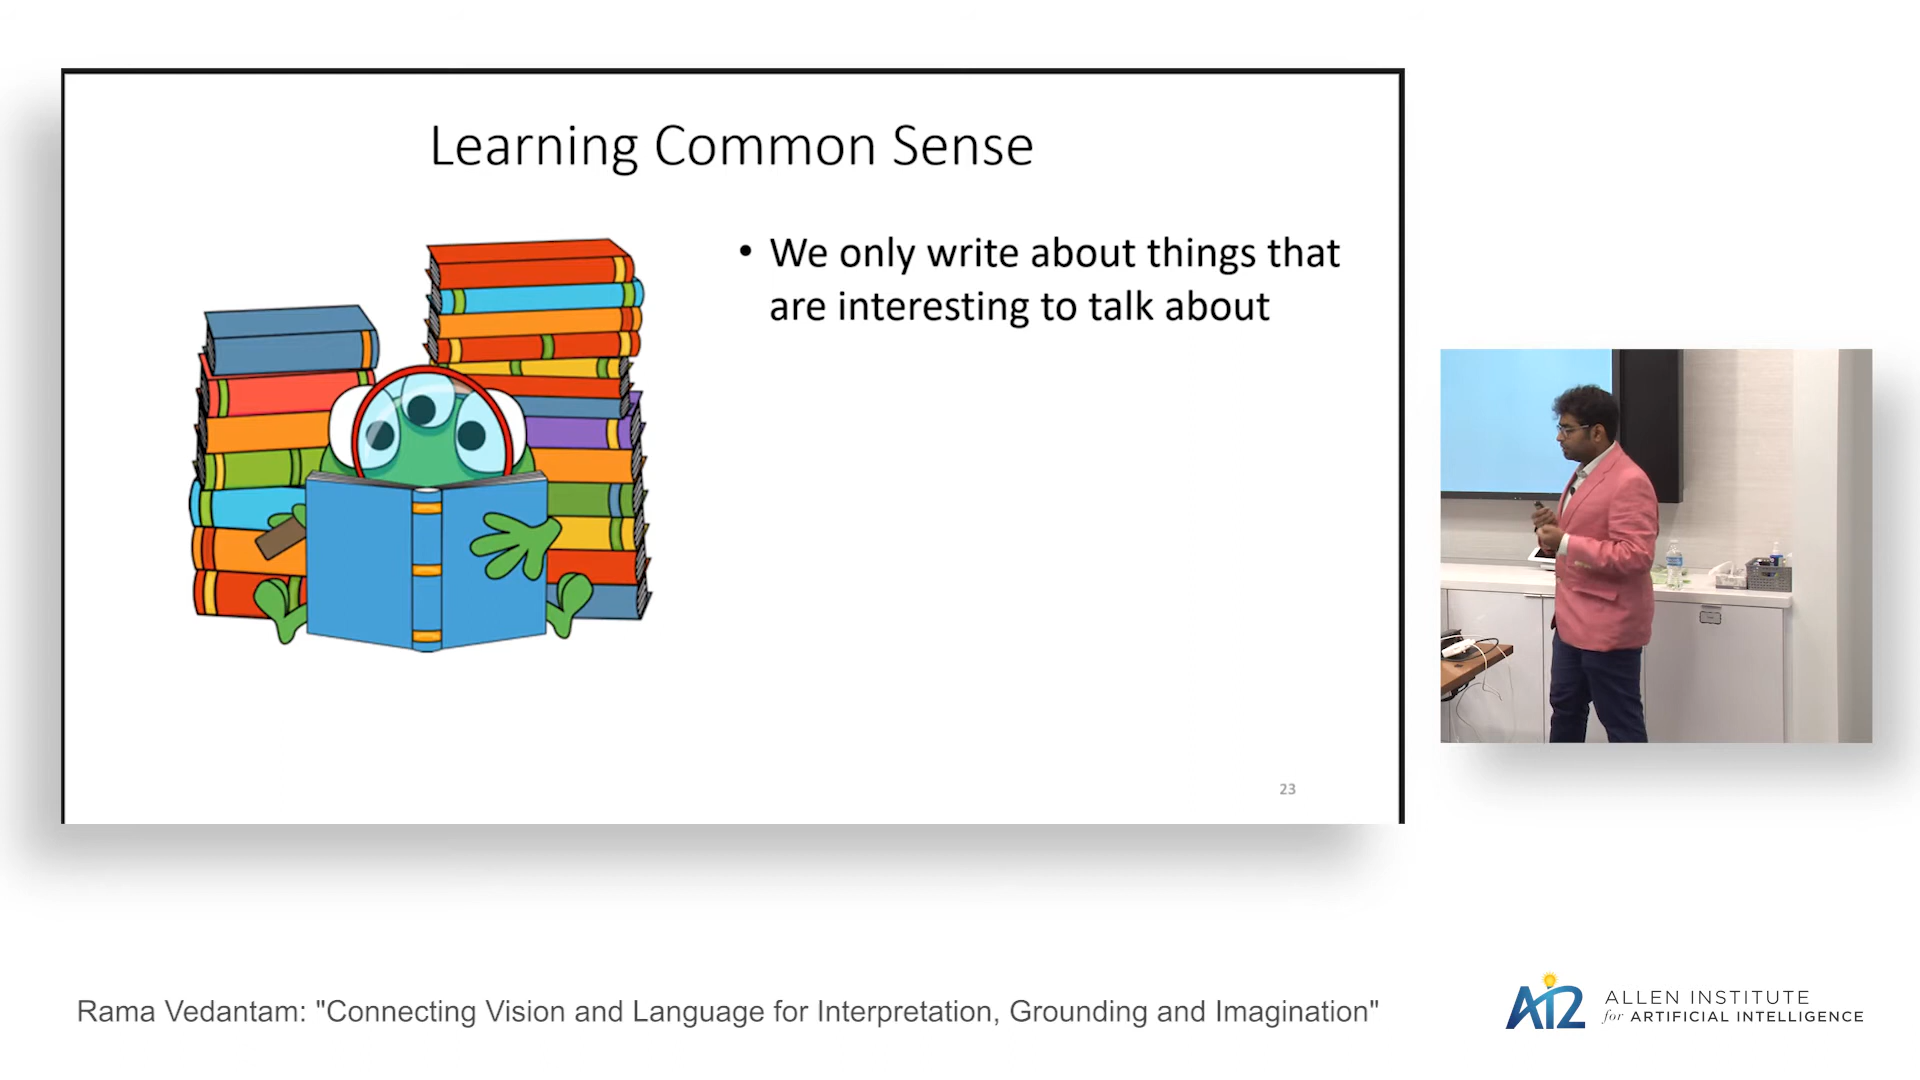 Learning Common Sense
• We only write about things that
are interesting to talk about
23
Rama Vedantam: "Connecting Vision and Language for Interpretation, Grounding and Imagination"
AI2
ALLEN INSTITUTE
for ARTIFICIAL INTELLIGENCE